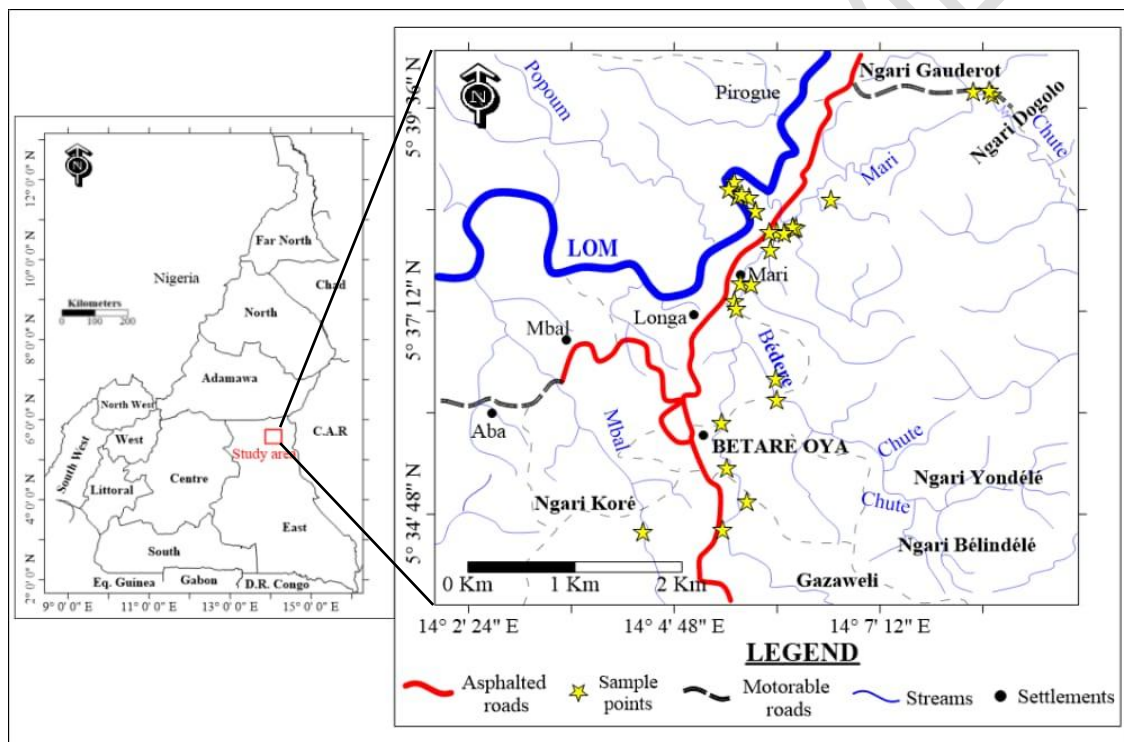 N
12° 0' 0" N
10° 0' 0" N
8° 0' 0" N
6° 0' 0" N
4° 0' 0" N
2° 0' 0" N
Far North
Nigeria
Chad
Kilometers
0 100 200
North
Adamawa
North West
West
South West
Littoral
Centre
C.A.R
Study area
East
South
Eq. Guinea
Gabon
D.R. Congo
9° 0' 0" E
11° 0' 0" E
13° 0' 0" E
15° 0' 0" E
5° 39' 36" N
5° 37' 12" N
5° 34' 48" N
N
Popoum
Pirogue
Ngari Gauderot
Ngari Dogolo
Chute
Mari
LOM
Mari
Longa
Mbal
Bédere
Aba
Mbal
BETARE OYA
Chute
Ngari Yondélé
Chute
Ngari Koré
Ngari Bélindélé
Gazaweli
0 Km 1 Km 2 Km
14° 2' 24" E
14° 4' 48" E
14° 7' 12" E
LEGEND
Asphalted
roads
Sample
points
Motorable
roads
Streams
Settlements